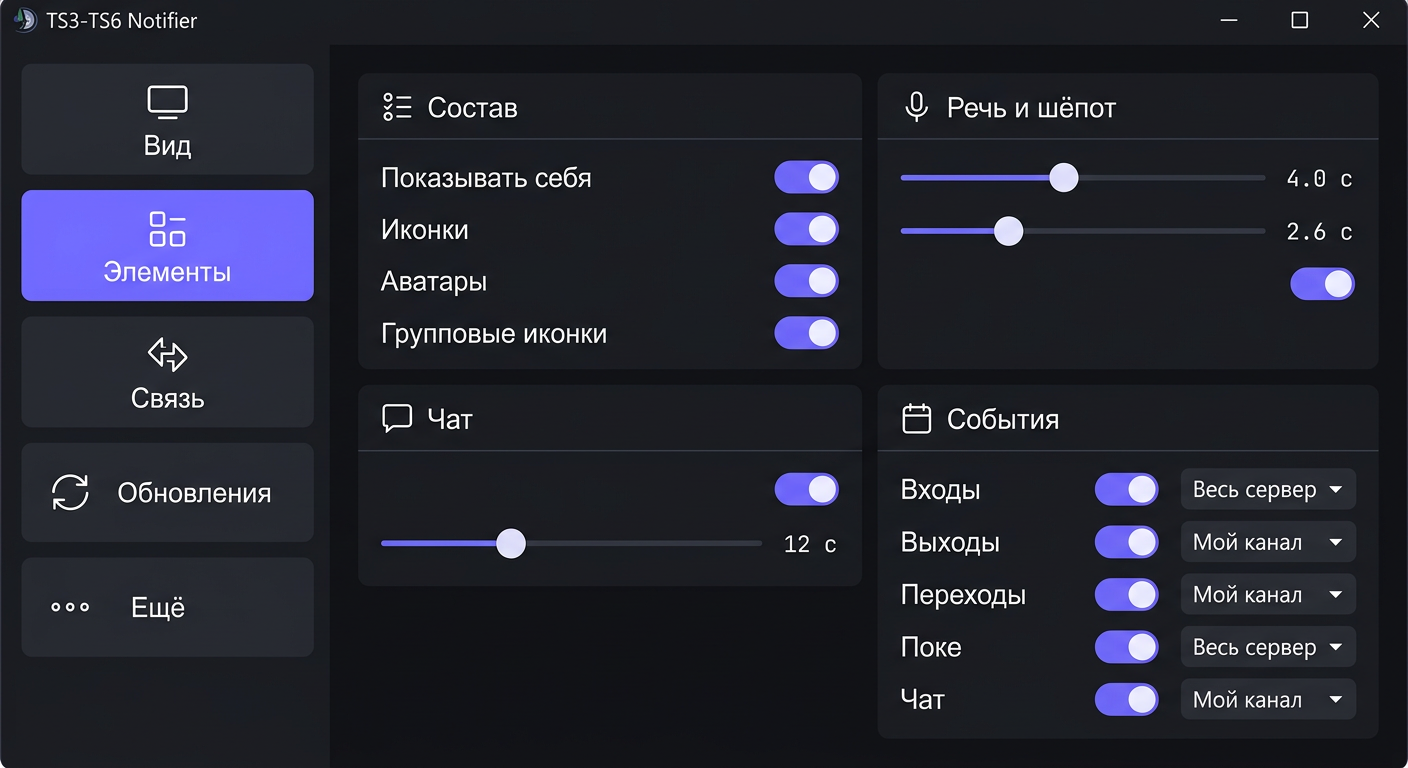 TS3-TS6 Notifier
Вид
Элементы
Связь
Обновления
Ещё
Состав
Показывать себя
Иконки
Аватары
Групповые иконки
Речь и шёпот
4.0 с
2.6 с
Чат
12 с
События
Входы Весь сервер
Выходы Мой канал
Переходы Мой канал
Поке Весь сервер
Чат Мой канал